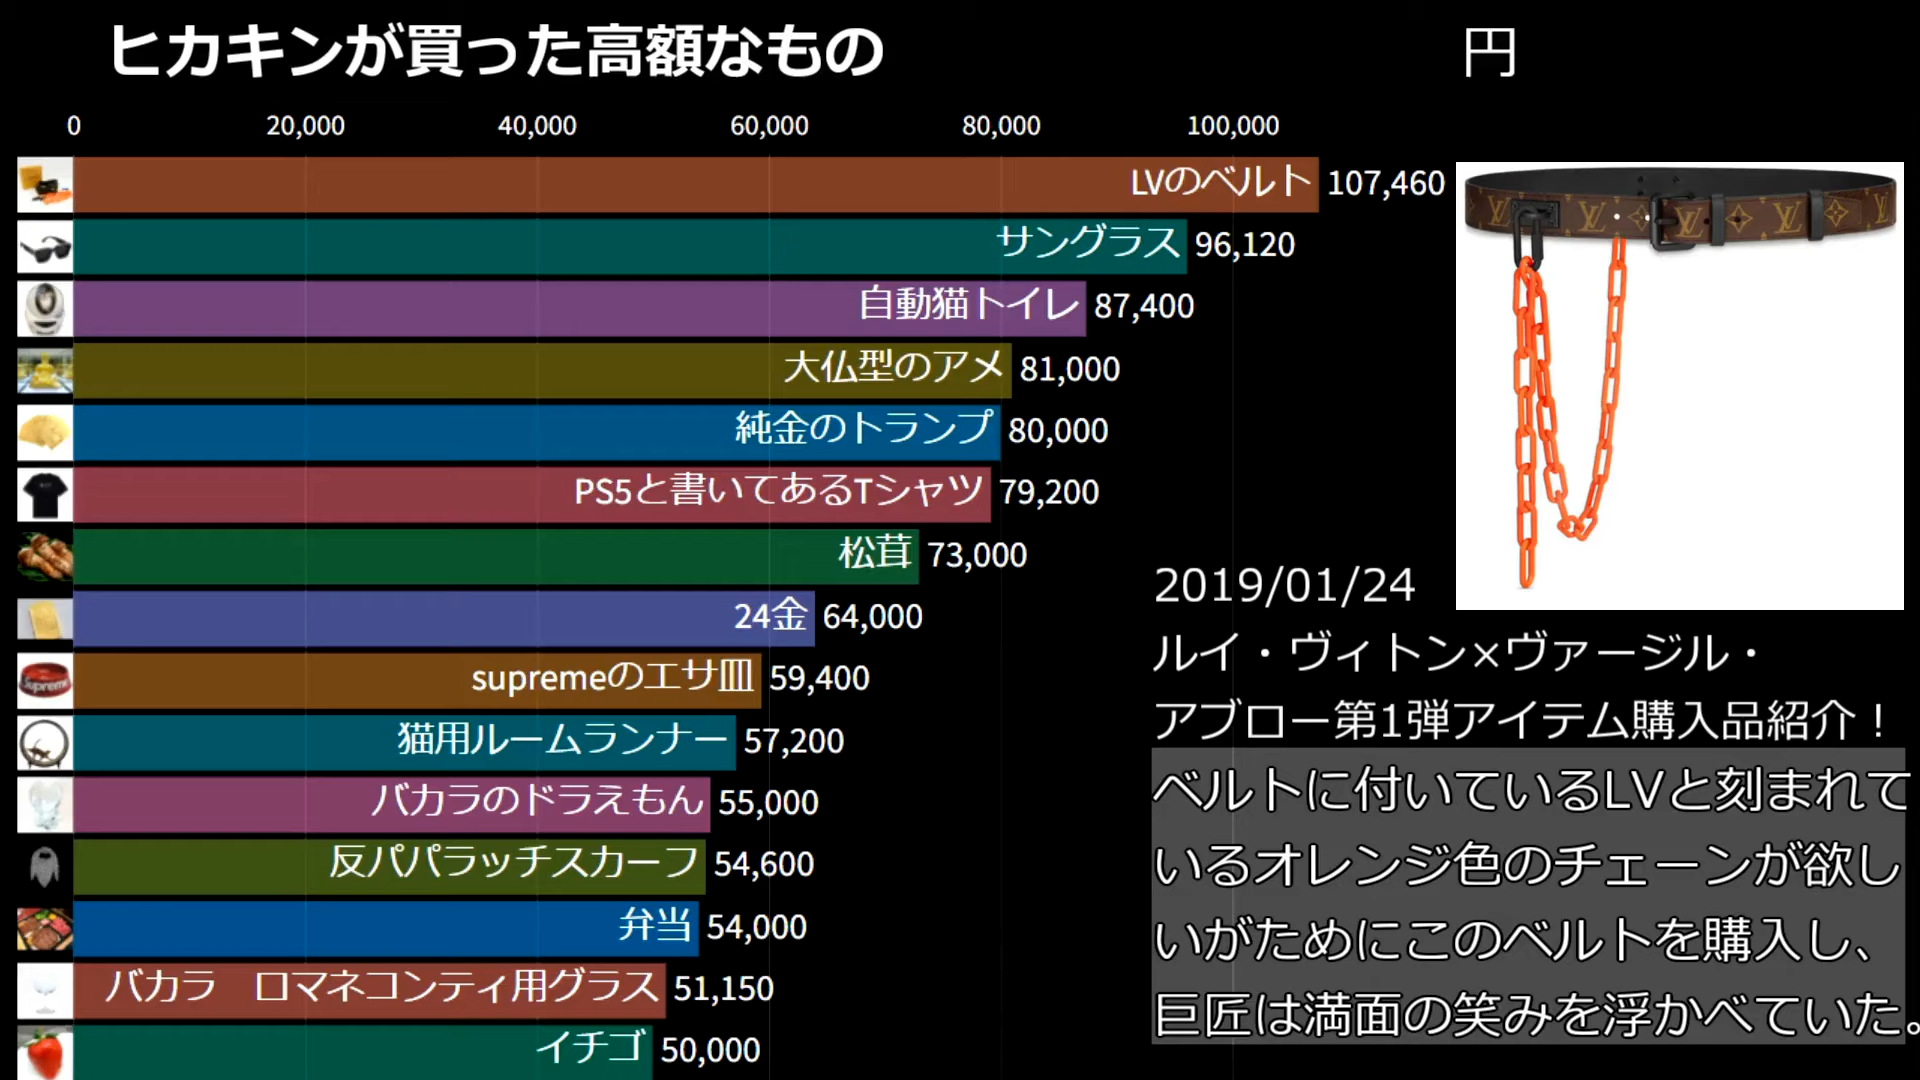 ヒカキンが買った高額なもの
円
0 20,000 40,000 60,000 80,000 100,000
LVのベルト 107,460
サングラス 96,120
自動猫トイレ 87,400
大仏型のアメ 81,000
純金のトランプ 80,000
PS5と書いてあるTシャツ 79,200
松茸 73,000
24金 64,000
supremeのエサ皿 59,400
猫用ルームランナー 57,200
バカラのドラえもん 55,000
反パパラッチスカーフ 54,600
弁当 54,000
バカラ　ロマネコンティ用グラス 51,150
イチゴ 50,000
Supreme
LV LV LV LV
2019/01/24
ルイ・ヴィトン×ヴァージル・
アブロー第1弾アイテム購入品紹介！
ベルトに付いているLVと刻まれて
いるオレンジ色のチェーンが欲し
いがためにこのベルトを購入し、
巨匠は満面の笑みを浮かべていた。